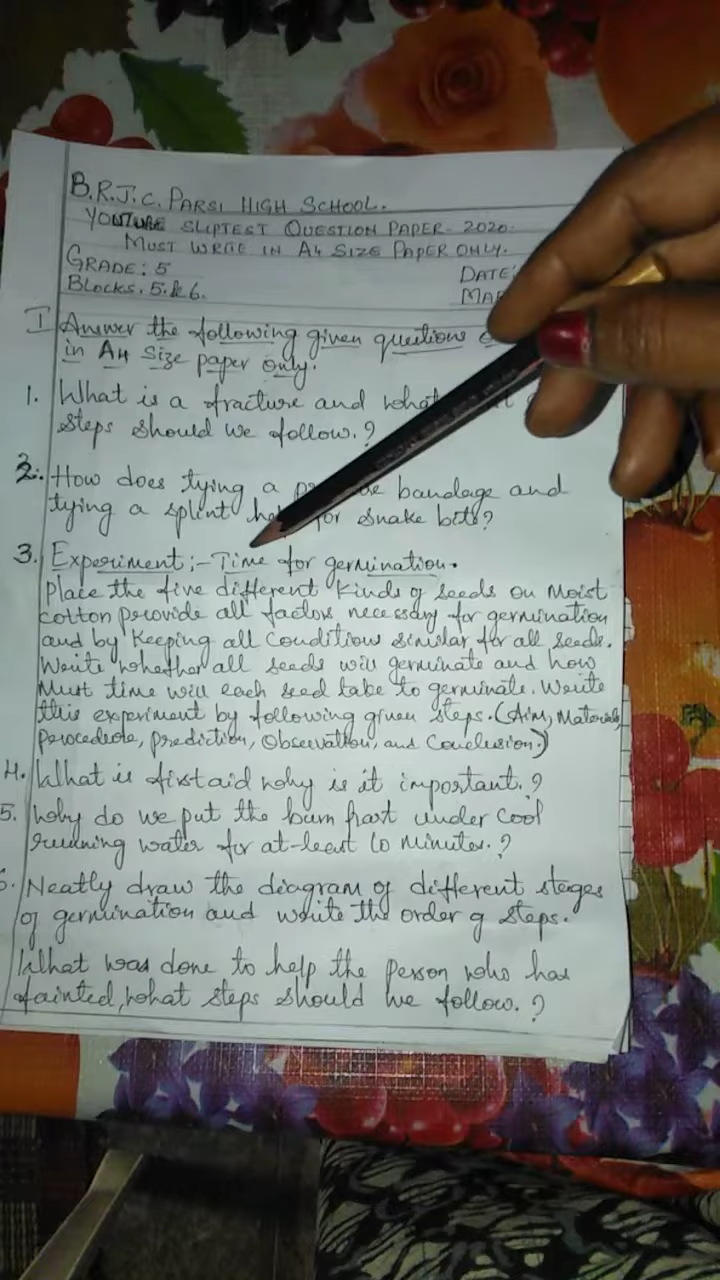 B.R.J.C. PARSI HIGH SCHOOL.
YOUTUBE SLIPTEST QUESTION PAPER- 2020.
MUST WRITE IN A4 SIZE PAPER ONLY.
GRADE: 5 DATE:
Blocks. 5.&6. MAR
I Answer the following given questions
in A4 Size paper only.
1. What is a fracture and what
steps should we follow.?
2. How does tying a bandage and
tying a splint for snake bite?
3. Experiment:- Time for germination.
Place the five different Kinds of seeds on Moist
cotton provide all factors necessary for germination
and by Keeping all conditions similar for all seeds.
Write whether all seeds will germinate and how
Must time will each seed take to germinate. Write
this experiment by following given steps. (Aim, Materials,
Procedure, prediction, Observation, and Conclusion.)
4. What is first aid why is it important.?
5. Why do we put the burn part under cool
running water for at-least 10 minutes.?
6. Neatly draw the diagram of different stages
of germination and write the order of steps.
What was done to help the person who has
fainted, what steps should we follow.?